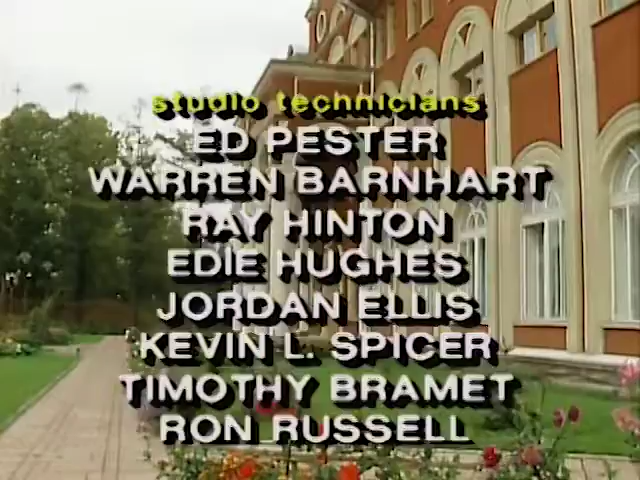 studio technicians
ED PESTER
WARREN BARNHART
RAY HINTON
EDIE HUGHES
JORDAN ELLIS
KEVIN L. SPICER
TIMOTHY BRAMET
RON RUSSELL